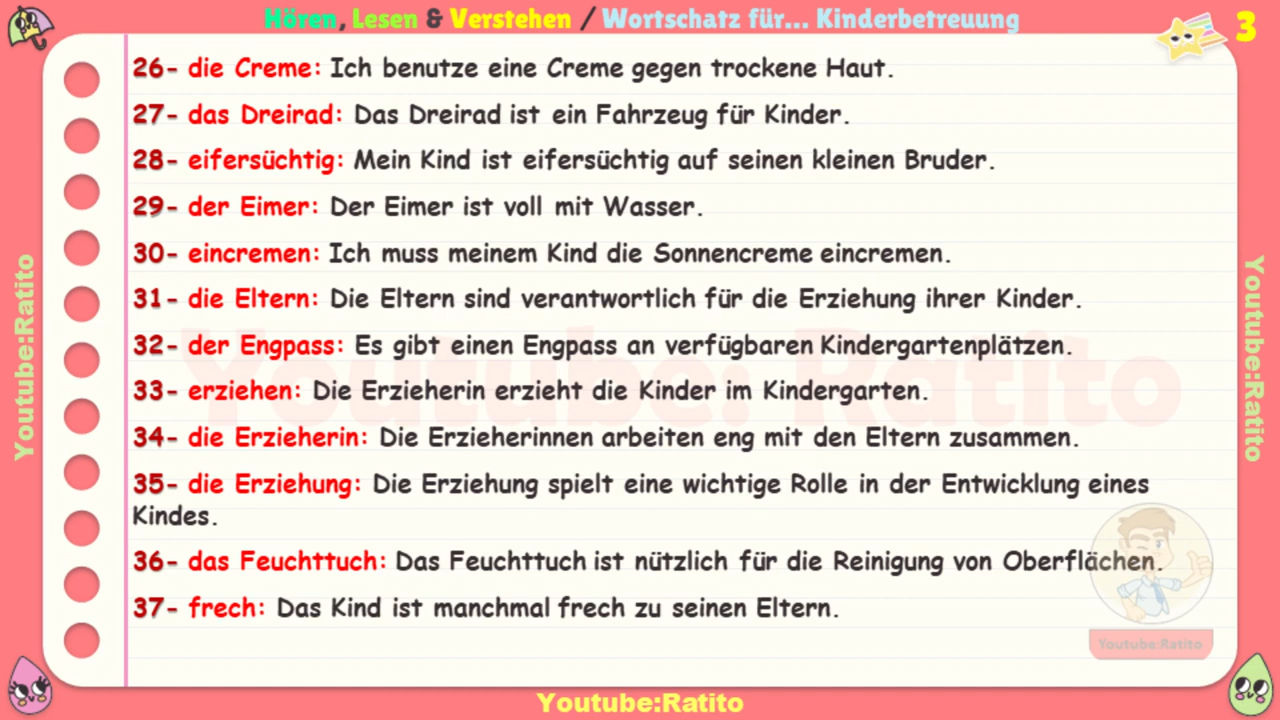 Hören, Lesen & Verstehen / Wortschatz für... Kinderbetreuung
3
26- die Creme: Ich benutze eine Creme gegen trockene Haut.
27- das Dreirad: Das Dreirad ist ein Fahrzeug für Kinder.
28- eifersüchtig: Mein Kind ist eifersüchtig auf seinen kleinen Bruder.
29- der Eimer: Der Eimer ist voll mit Wasser.
30- eincremen: Ich muss meinem Kind die Sonnencreme eincremen.
31- die Eltern: Die Eltern sind verantwortlich für die Erziehung ihrer Kinder.
32- der Engpass: Es gibt einen Engpass an verfügbaren Kindergartenplätzen.
33- erziehen: Die Erzieherin erzieht die Kinder im Kindergarten.
34- die Erzieherin: Die Erzieherinnen arbeiten eng mit den Eltern zusammen.
35- die Erziehung: Die Erziehung spielt eine wichtige Rolle in der Entwicklung eines
Kindes.
36- das Feuchttuch: Das Feuchttuch ist nützlich für die Reinigung von Oberflächen.
37- frech: Das Kind ist manchmal frech zu seinen Eltern.
Youtube:Ratito
Youtube:Ratito
Youtube: Ratito
Youtube:Ratito
Youtube:Ratito